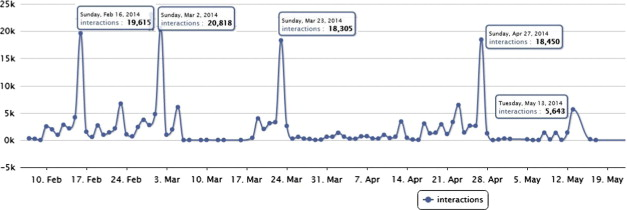 25k
20k
15k
10k
5k
0k
−5k
Sunday, Feb 16, 2014
interactions : 19,615
Sunday, Mar 2, 2014
interactions : 20,818
Sunday, Mar 23, 2014
interactions : 18,305
Sunday, Apr 27, 2014
interactions : 18,450
Tuesday, May 13, 2014
interactions : 5,643
10. Feb 17. Feb 24. Feb 3. Mar 10. Mar 17. Mar 24. Mar 31. Mar 7. Apr 14. Apr 21. Apr 28. Apr 5. May 12. May 19. May
interactions